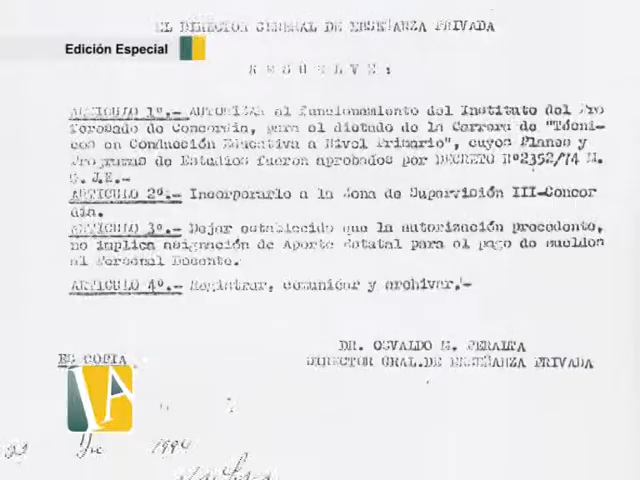 EL DIRECTOR GENERAL DE ENSEÑANZA PRIVADA
Edición Especial
R E S U E L V E :
ARTICULO 1º.- AUTORIZAR el funcionamiento del Instituto del Pro
fesorado de Concordia, para el dictado de la Carrera de "Técni-
cos en Conducción Educativa a Nivel Primario", cuyos Planes y
Programas de Estudios fueron aprobados por DECRETO Nº2352/74 M.
G. J.E.-
ARTICULO 2º.- Incorporarlo a la Zona de Supervisión III-Concor
dia.
ARTICULO 3º.- Dejar establecido que la autorización precedente,
no implica asignación de Aporte Estatal para el pago de sueldos
al Personal Docente.
ARTICULO 4º.- Registrar, comunicar y archivar.-
DR. OSVALDO M. PERALTA
ES COPIA
DIRECTOR GRAL.DE ENSEÑANZA PRIVADA
IA
22